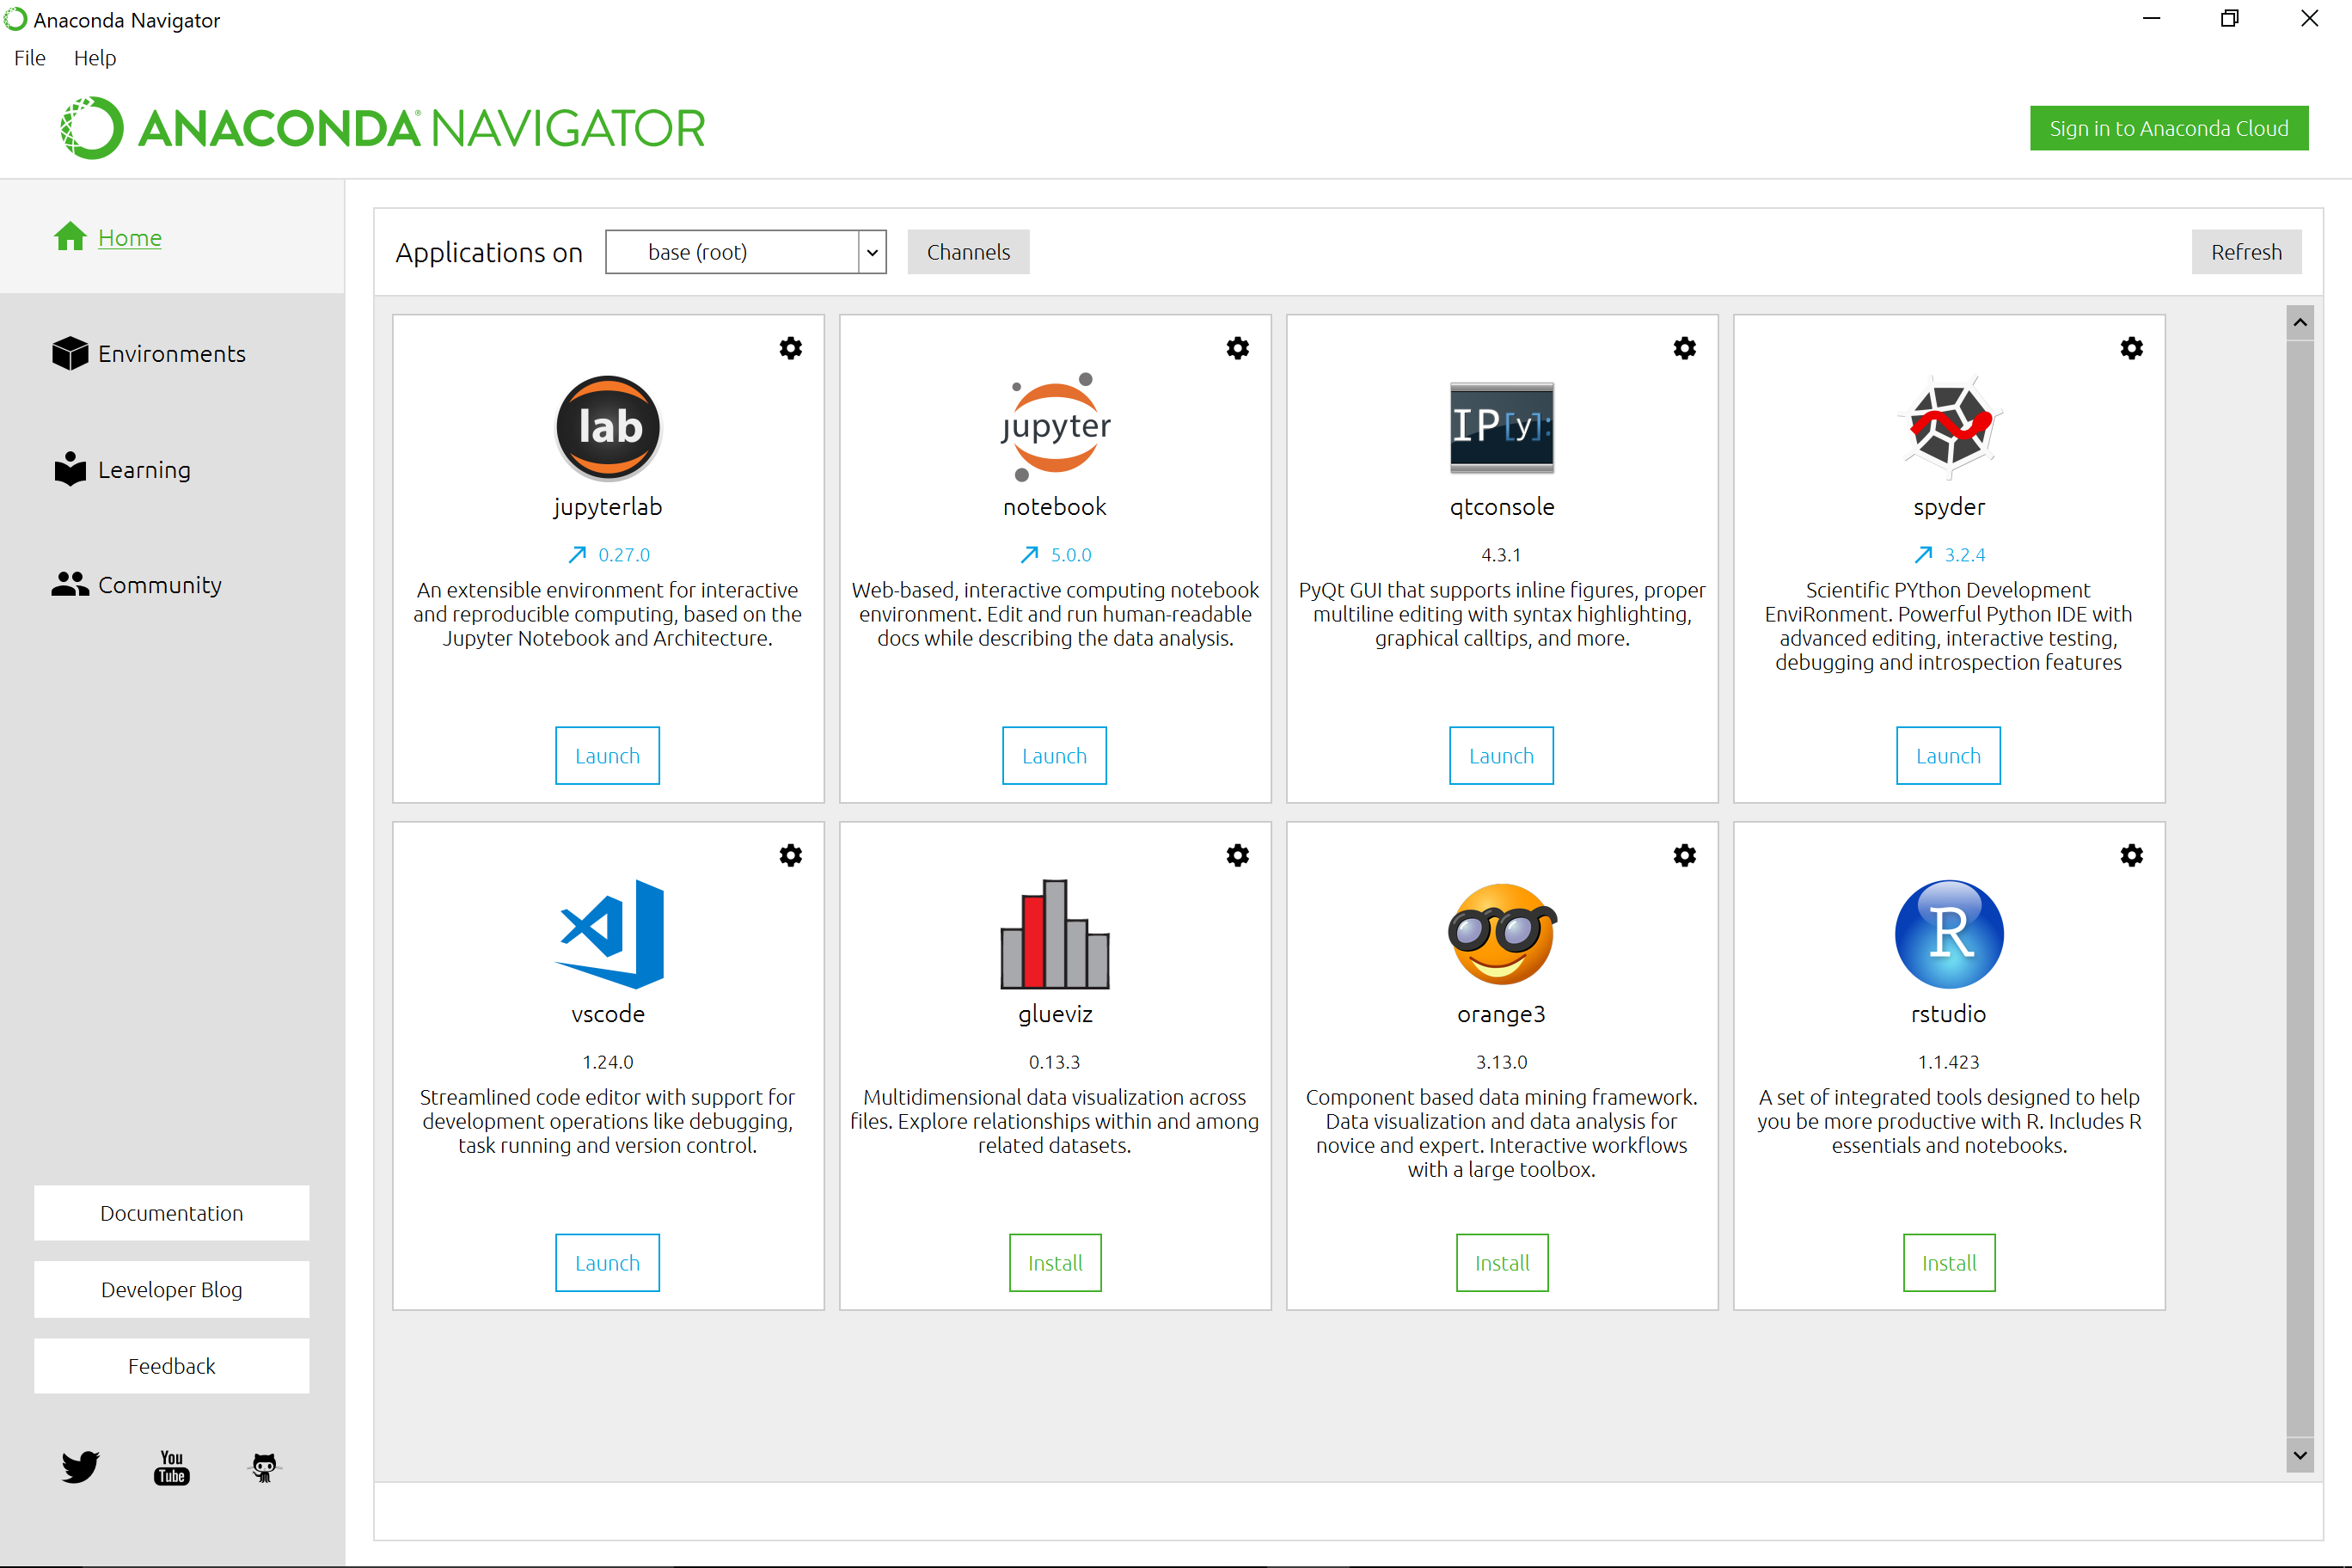 Anaconda Navigator
File Help
ANACONDA® NAVIGATOR
Sign in to Anaconda Cloud
Home
Environments
Learning
Community
Documentation
Developer Blog
Feedback
You
Tube
Applications on base (root) Channels Refresh
lab
jupyterlab
0.27.0
An extensible environment for interactive
and reproducible computing, based on the
Jupyter Notebook and Architecture.
Launch
jupyter
notebook
5.0.0
Web-based, interactive computing notebook
environment. Edit and run human-readable
docs while describing the data analysis.
Launch
IP[y]:
qtconsole
4.3.1
PyQt GUI that supports inline figures, proper
multiline editing with syntax highlighting,
graphical calltips, and more.
Launch
spyder
3.2.4
Scientific PYthon Development
EnviRonment. Powerful Python IDE with
advanced editing, interactive testing,
debugging and introspection features
Launch
vscode
1.24.0
Streamlined code editor with support for
development operations like debugging,
task running and version control.
Launch
glueviz
0.13.3
Multidimensional data visualization across
files. Explore relationships within and among
related datasets.
Install
orange3
3.13.0
Component based data mining framework.
Data visualization and data analysis for
novice and expert. Interactive workflows
with a large toolbox.
Install
R
rstudio
1.1.423
A set of integrated tools designed to help
you be more productive with R. Includes R
essentials and notebooks.
Install